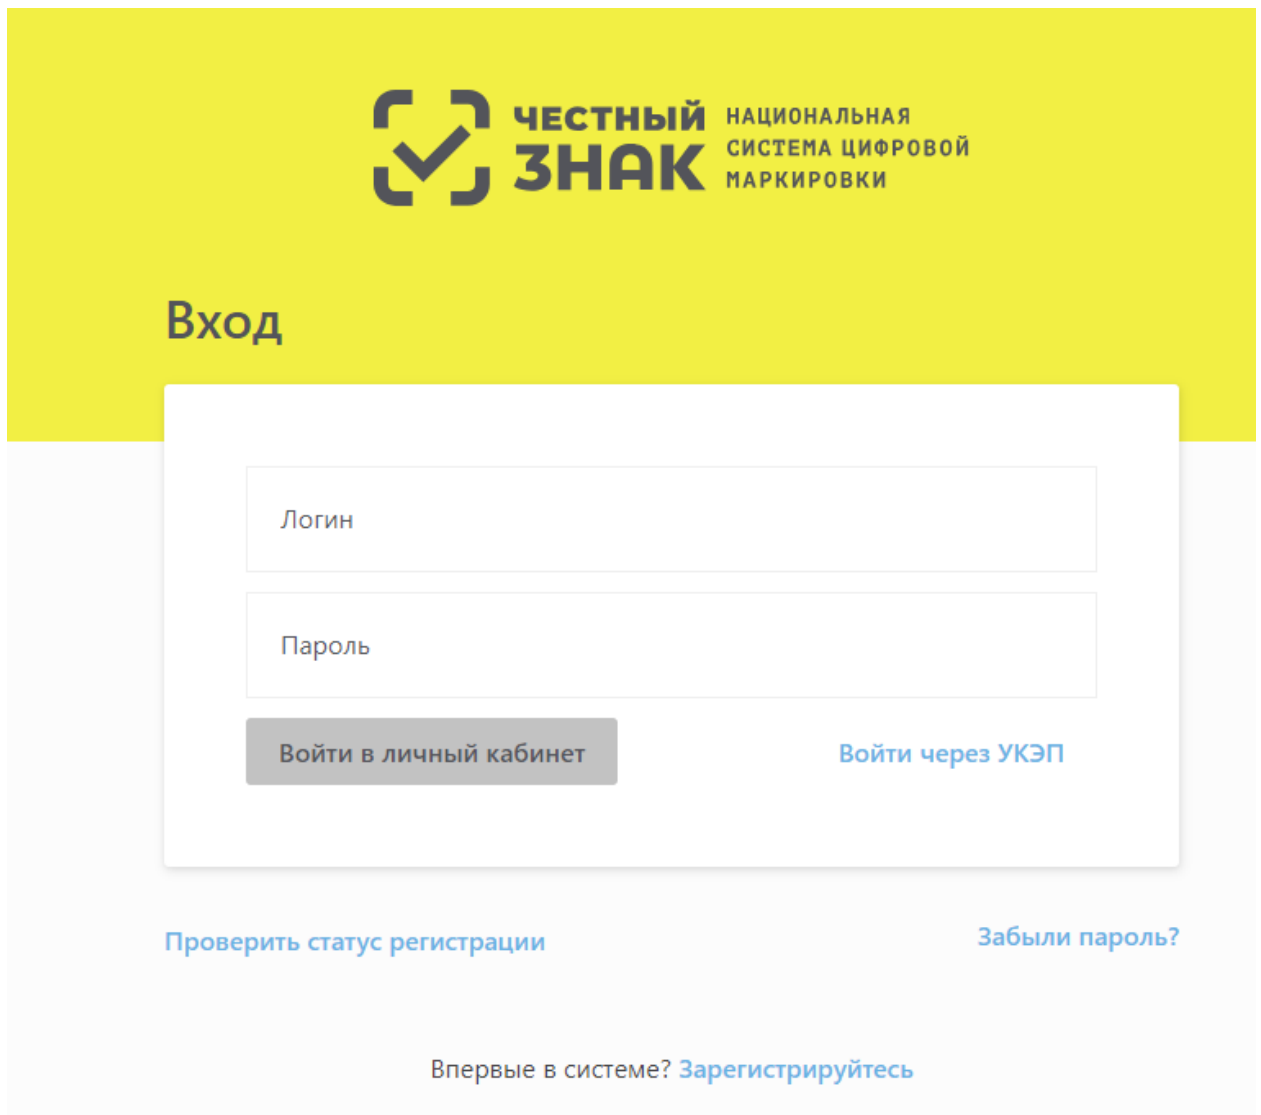 ЧЕСТНЫЙ
ЗНАК
НАЦИОНАЛЬНАЯ
СИСТЕМА ЦИФРОВОЙ
МАРКИРОВКИ
Вход
Логин
Пароль
Войти в личный кабинет
Войти через УКЭП
Проверить статус регистрации
Забыли пароль?
Впервые в системе? Зарегистрируйтесь